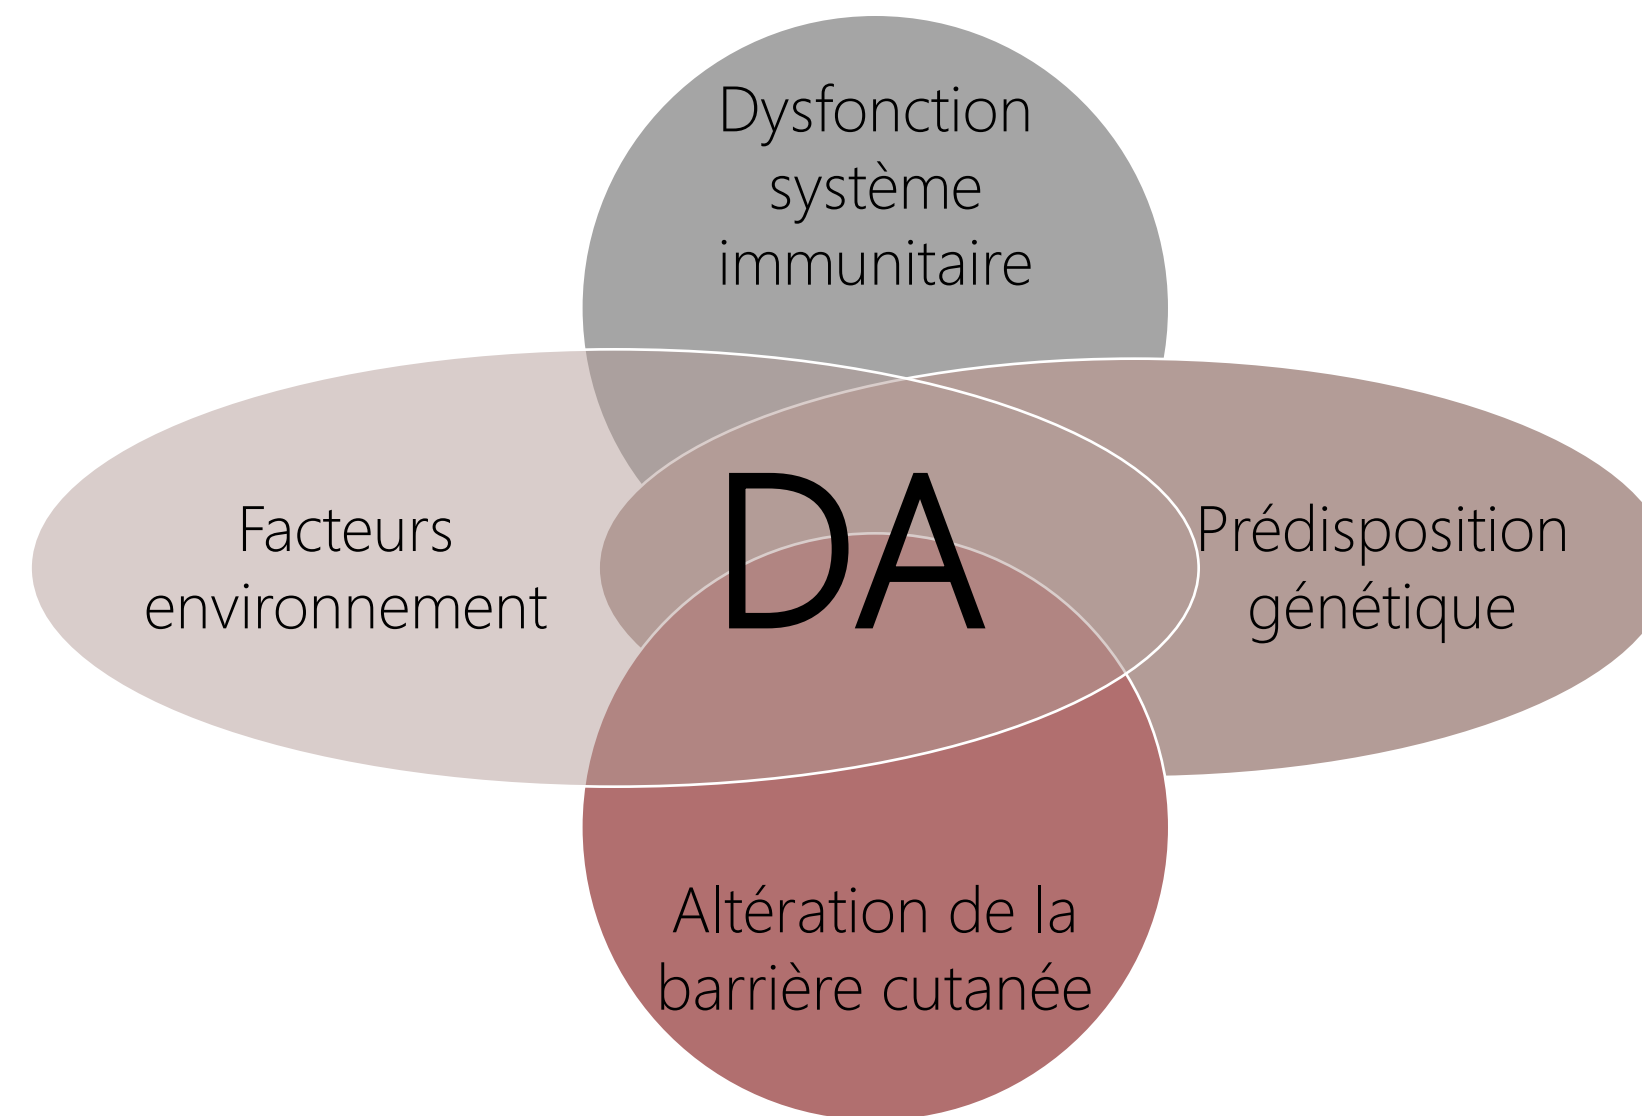 Dysfonction
système
immunitaire
Facteurs
environnement
DA
Prédisposition
génétique
Altération de la
barrière cutanée